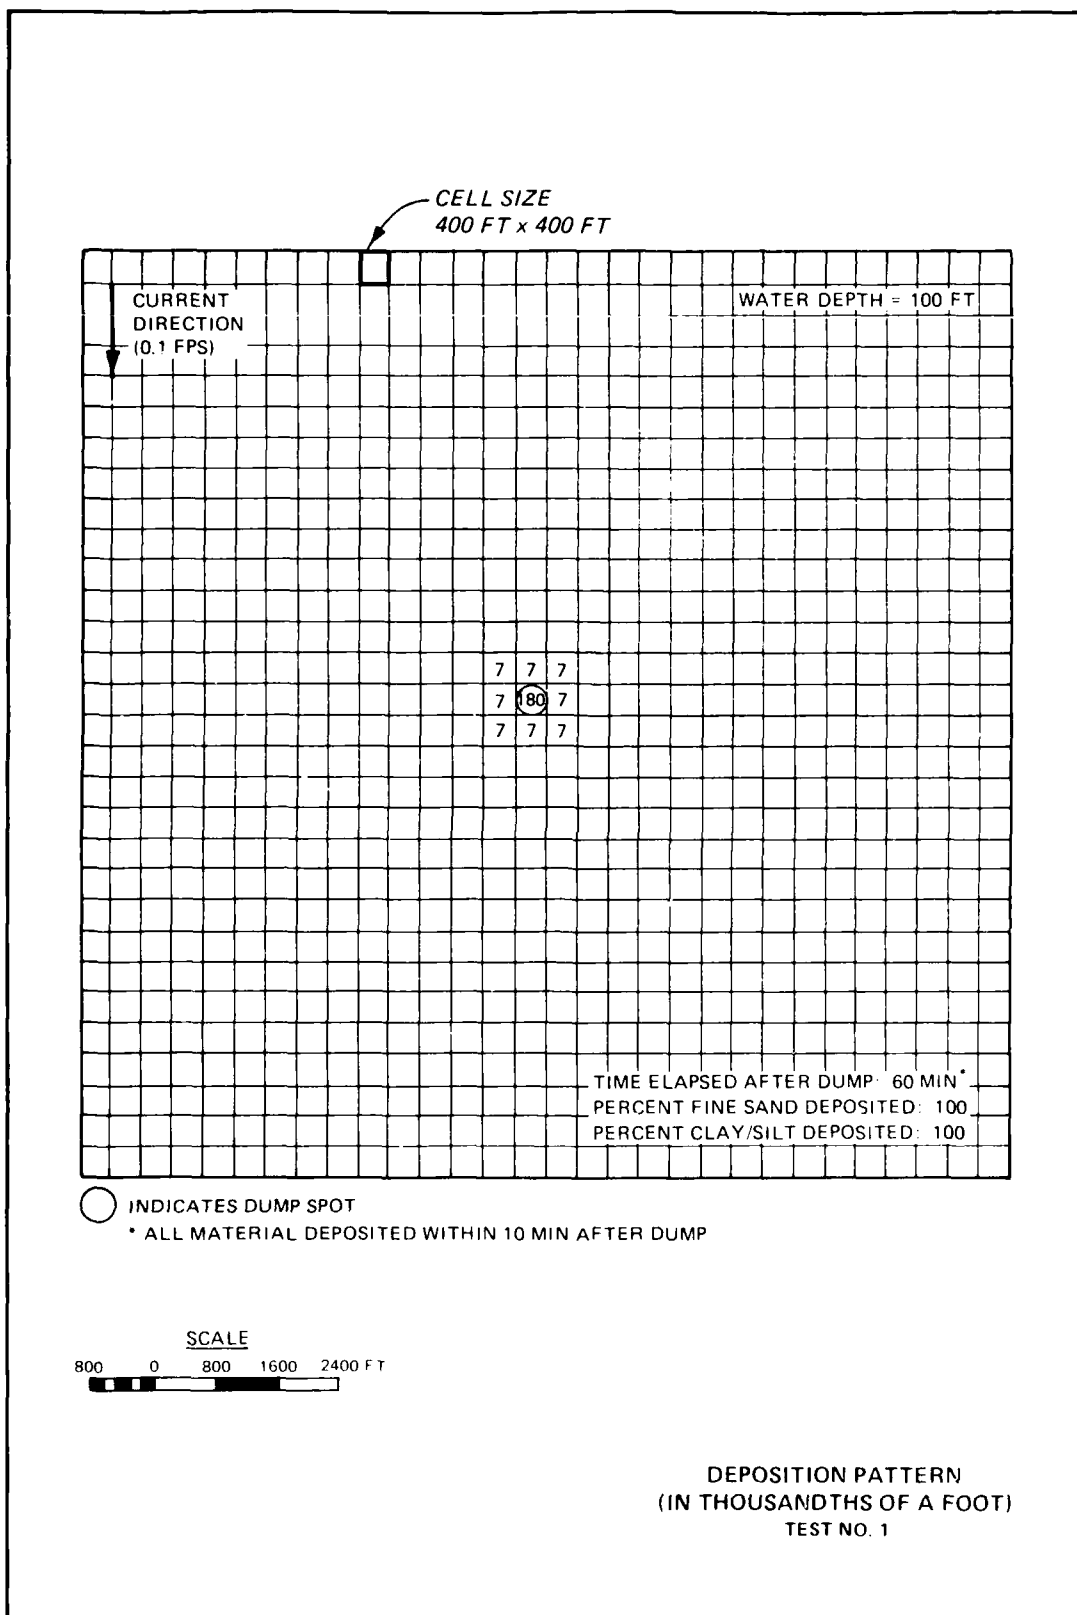 CELL SIZE
400 FT x 400 FT
CURRENT
DIRECTION
(0.1 FPS)
WATER DEPTH = 100 FT
7 7 7
7 180 7
7 7 7
TIME ELAPSED AFTER DUMP: 60 MIN*
PERCENT FINE SAND DEPOSITED: 100
PERCENT CLAY/SILT DEPOSITED: 100
INDICATES DUMP SPOT
* ALL MATERIAL DEPOSITED WITHIN 10 MIN AFTER DUMP
SCALE
800 0 800 1600 2400 FT
DEPOSITION PATTERN
(IN THOUSANDTHS OF A FOOT)
TEST NO. 1